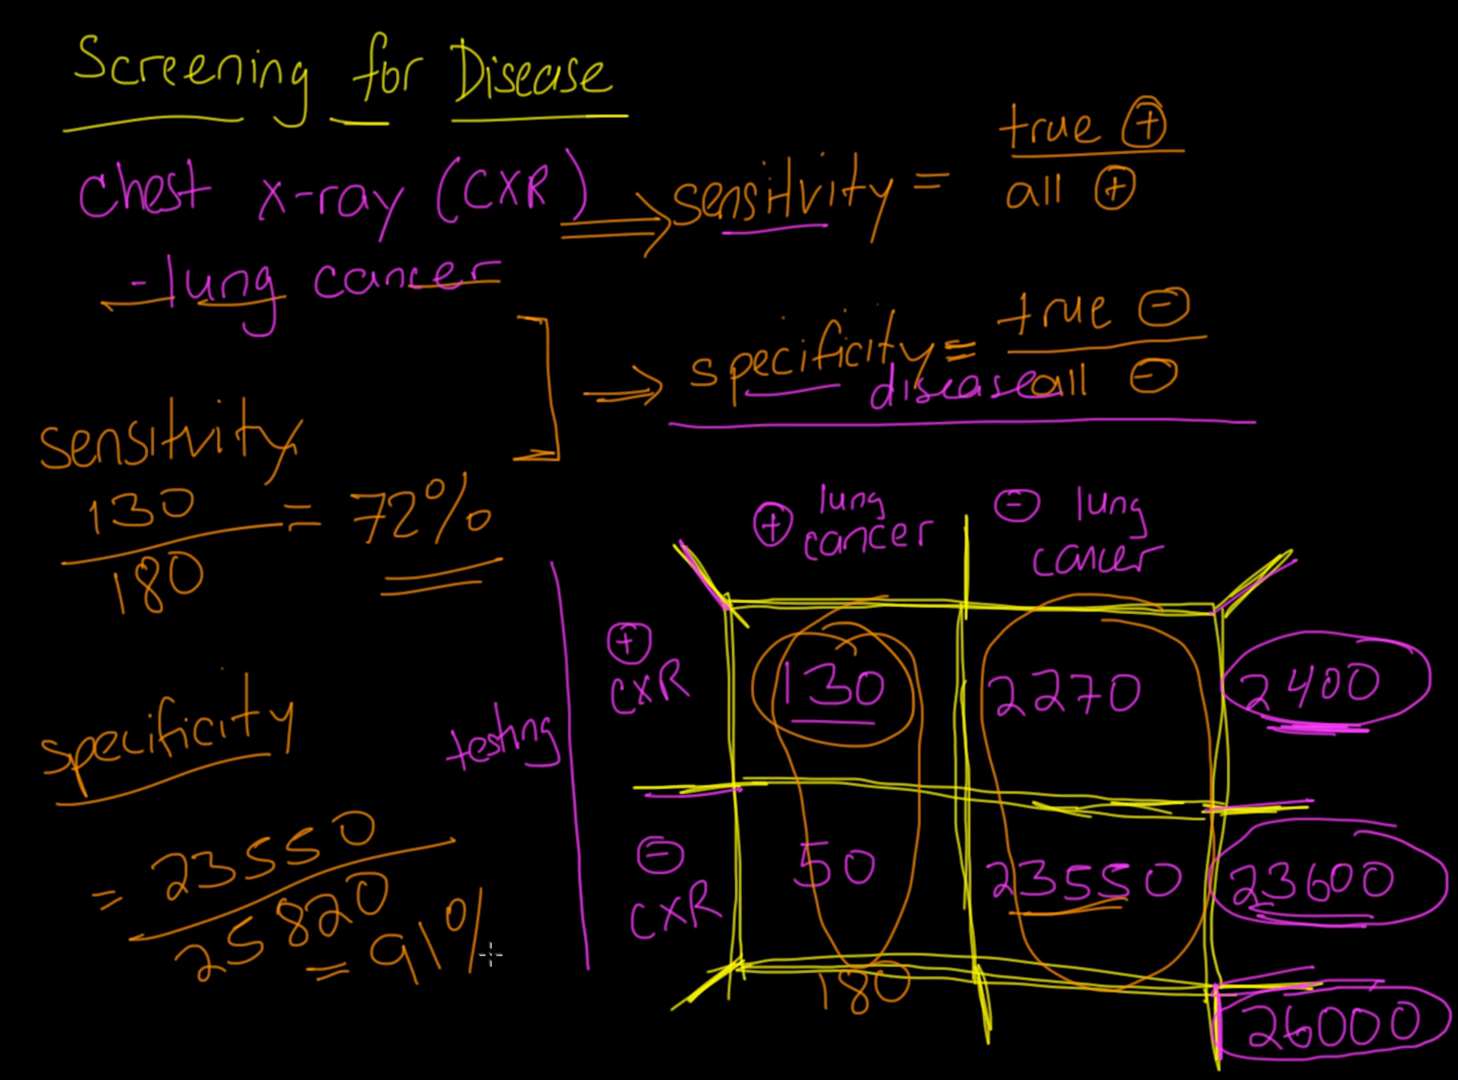 Screening for Disease
Chest x-ray (CXR)
-lung cancer
⇒ sensitivity = true ⊕
all ⊕
⇒ specificity = true ⊖
all ⊖
disease
sensitivity
130
180
= 72%
specificity
= 23550
25820
= 91%
testing
⊕ lung
cancer
⊖ lung
cancer
⊕
CXR
130
2270
2400
⊖
CXR
50
23550
23600
180
26000